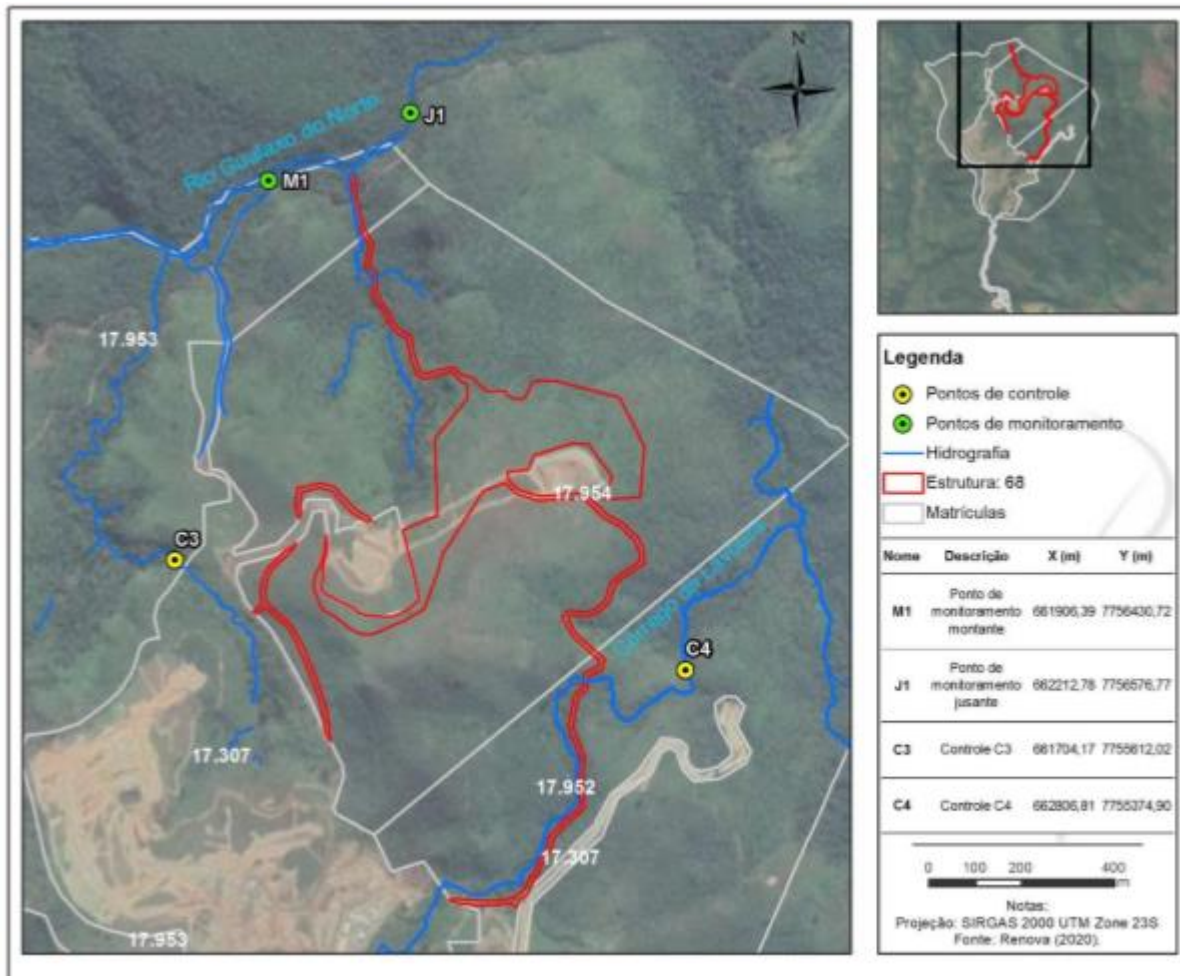 N
Rio Gualaxo do Norte
J1
M1
17.953
17.954
C3
C4
17.307
17.952
17.307
17.953
Legenda
Pontos de controle
Pontos de monitoramento
Hidrografia
Estrutura: 68
Matrículas
Nome Descrição X (m) Y (m)
M1 Ponto de monitoramento montante 661906,39 7756430,72
J1 Ponto de monitoramento jusante 662212,78 7756576,77
C3 Controle C3 661704,17 7755612,02
C4 Controle C4 662806,81 7755374,90
0 100 200 400
m
Notas:
Projeção: SIRGAS 2000 UTM Zone 23S
Fonte: Renova (2020).